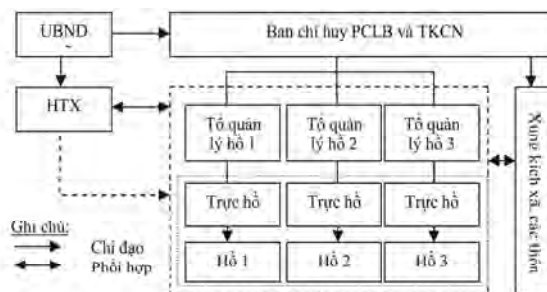 UBND
~
Ban chỉ huy PCLB và TKCN
HTX
Tổ quản
lý hồ 1
Tổ quản
lý hồ 2
Tổ quản
lý hồ 3
Xung kích xã, các thôn
Trực hồ
Trực hồ
Trực hồ
Ghi chú:
Chỉ đạo
Phối hợp
Hồ 1
Hồ 2
Hồ 3